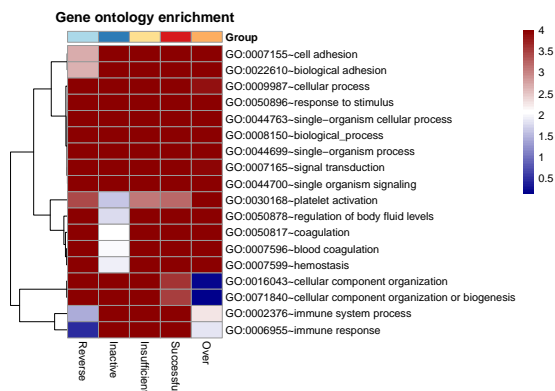 Gene ontology enrichment
Group
GO:0007155~cell adhesion
GO:0022610~biological adhesion
GO:0009987~cellular process
GO:0050896~response to stimulus
GO:0044763~single−organism cellular process
GO:0008150~biological_process
GO:0044699~single−organism process
GO:0007165~signal transduction
GO:0044700~single organism signaling
GO:0030168~platelet activation
GO:0050878~regulation of body fluid levels
GO:0050817~coagulation
GO:0007596~blood coagulation
GO:0007599~hemostasis
GO:0016043~cellular component organization
GO:0071840~cellular component organization or biogenesis
GO:0002376~immune system process
GO:0006955~immune response
Reverse
Inactive
Insufficient
Successful
Over
4
3.5
3
2.5
2
1.5
1
0.5